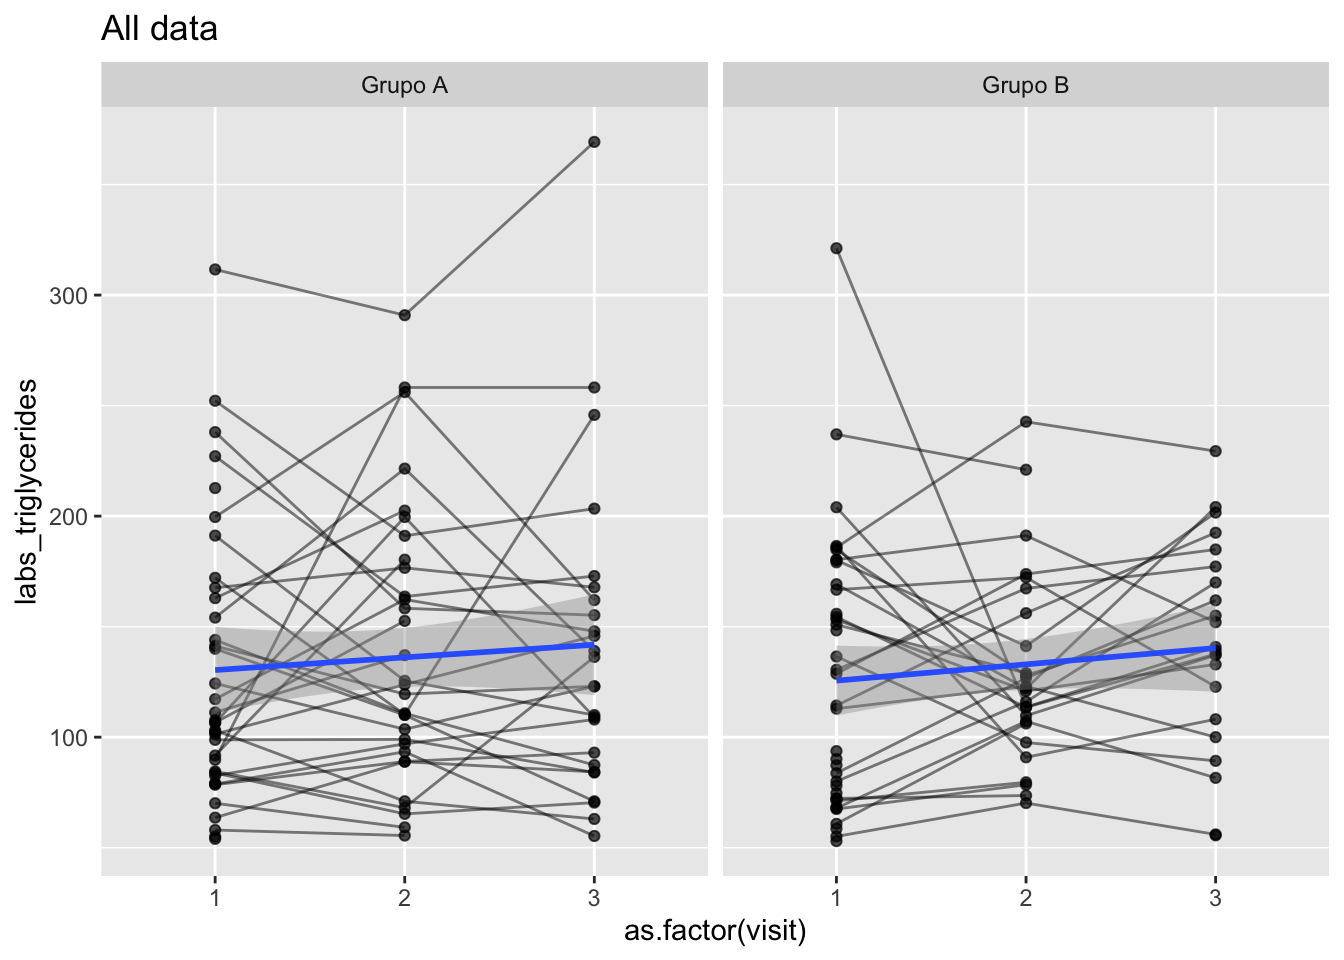 All data
Grupo A
Grupo B
labs_triglycerides
300
200
100
1 2 3
1 2 3
as.factor(visit)